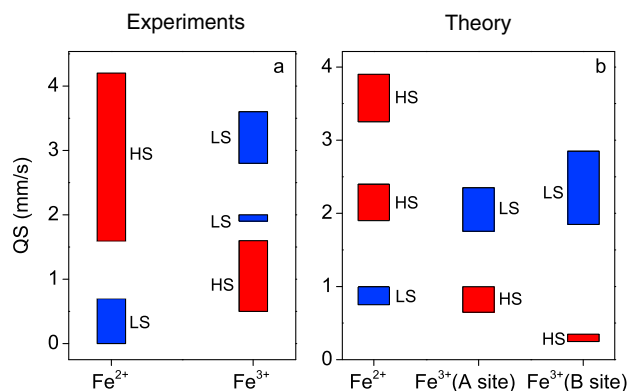 Experiments
Theory
a
b
QS (mm/s)
4
3
2
1
0
HS
LS
LS
LS
HS
Fe²⁺
Fe³⁺
4
3
2
1
0
HS
HS
LS
LS
HS
LS
HS
Fe²⁺
Fe³⁺(A site)
Fe³⁺(B site)